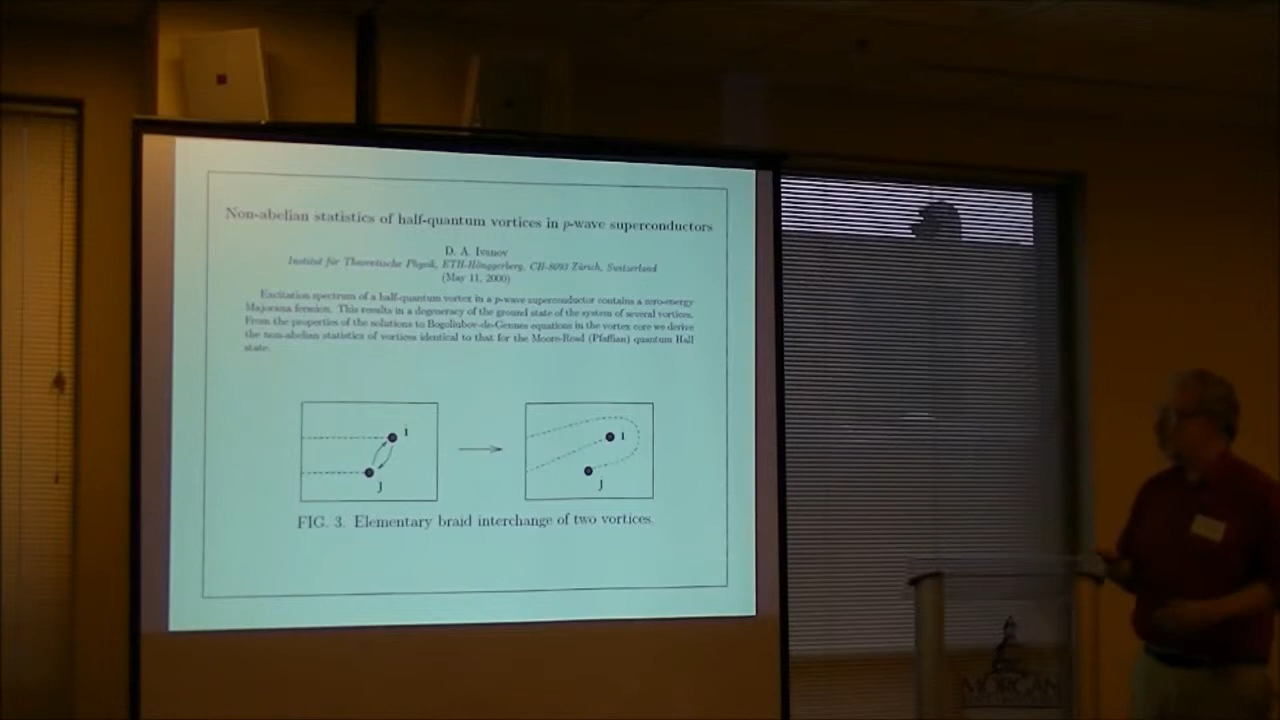 Non-abelian statistics of half-quantum vortices in p-wave superconductors
D. A. Ivanov
Institut für Theoretische Physik, ETH-Hönggerberg, CH-8093 Zürich, Switzerland
(May 11, 2000)
Excitation spectrum of a half-quantum vortex in a p-wave superconductor contains a zero-energy
Majorana fermion. This results in a degeneracy of the ground state of the system of several vortices.
From the properties of the solutions to Bogoliubov-de-Gennes equations in the vortex core we derive
the non-abelian statistics of vortices identical to that for the Moore-Read (Pfaffian) quantum Hall
state.
i
j
i
j
FIG. 3. Elementary braid interchange of two vortices.
MORGAN